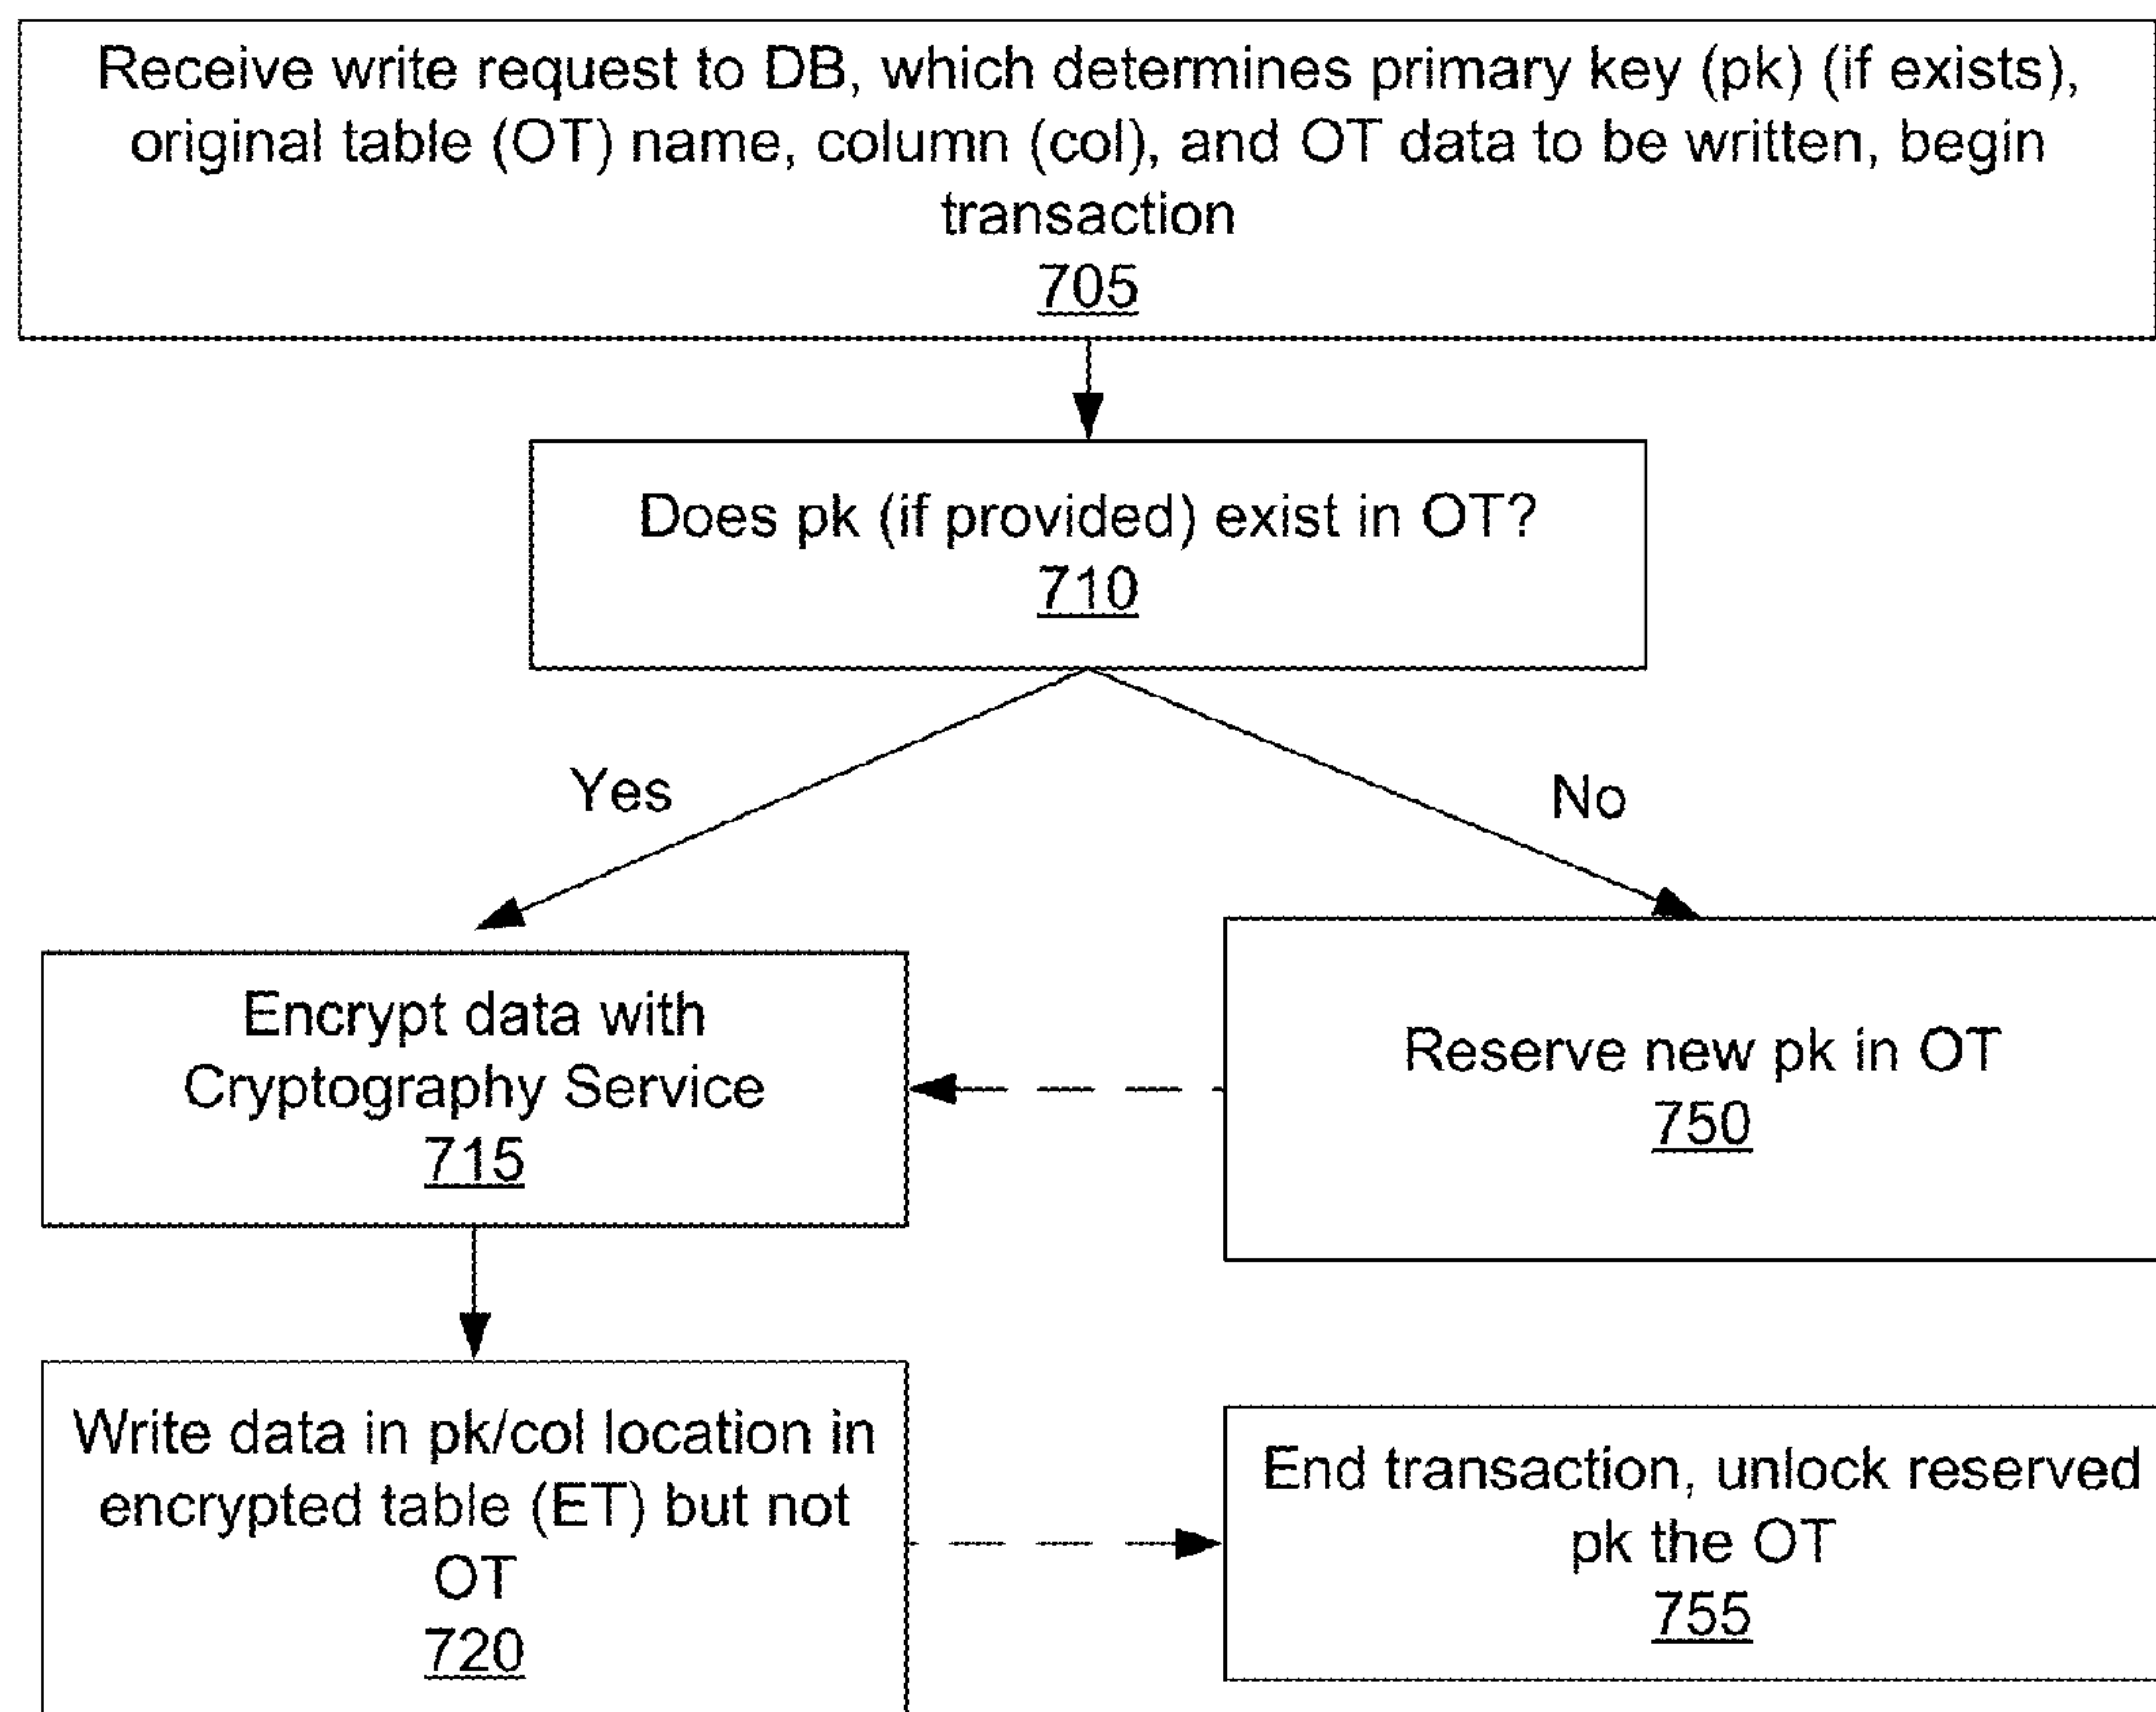 Receive write request to DB, which determines primary key (pk) (if exists),
original table (OT) name, column (col), and OT data to be written, begin
transaction
705
Does pk (if provided) exist in OT?
710
Yes
No
Encrypt data with
Cryptography Service
715
Reserve new pk in OT
750
Write data in pk/col location in
encrypted table (ET) but not
OT
720
End transaction, unlock reserved
pk the OT
755